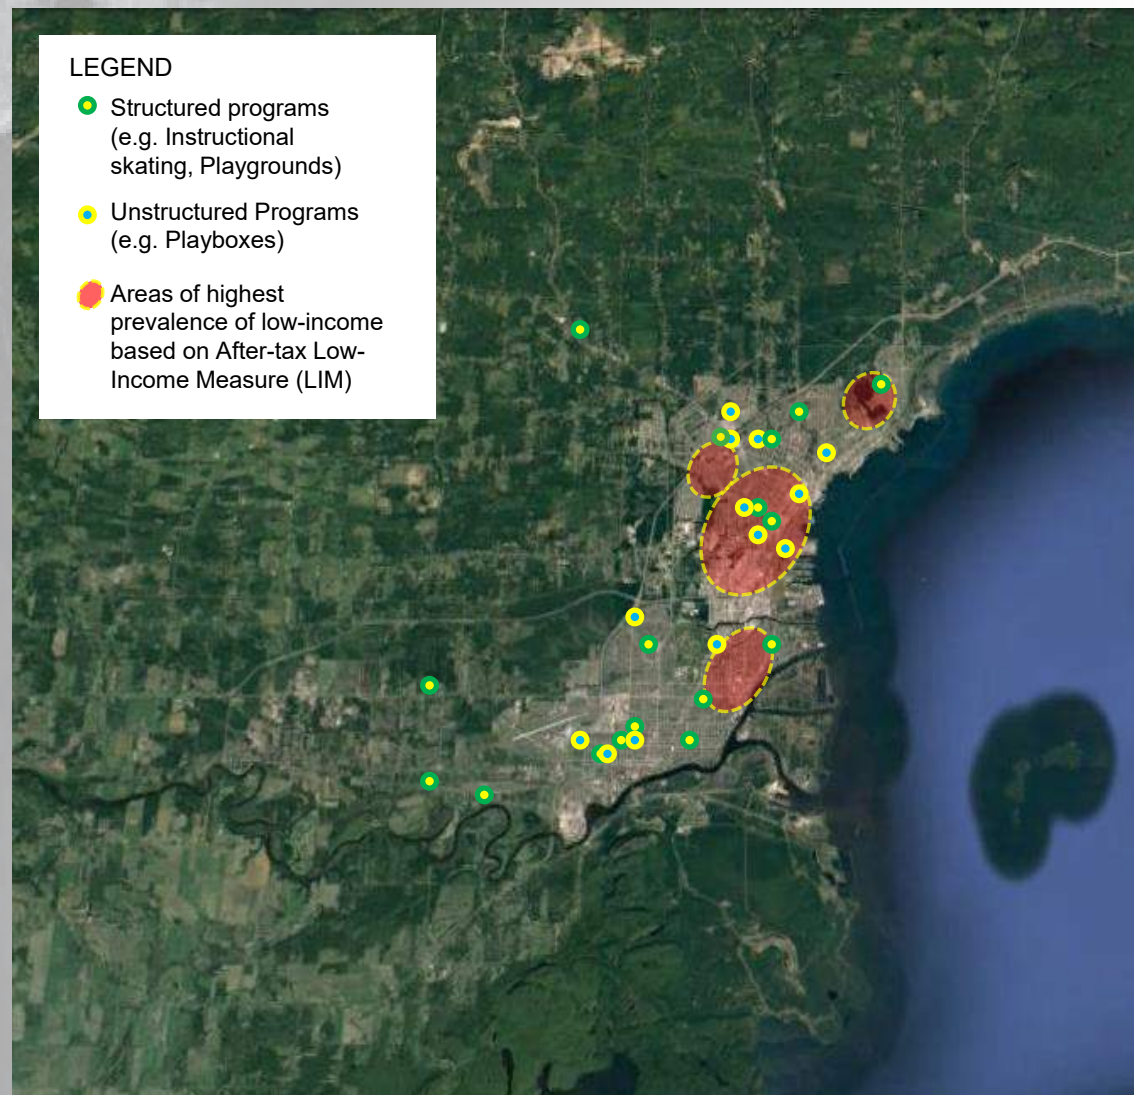 LEGEND
Structured programs
(e.g. Instructional
skating, Playgrounds)
Unstructured Programs
(e.g. Playboxes)
Areas of highest
prevalence of low-income
based on After-tax Low-
Income Measure (LIM)